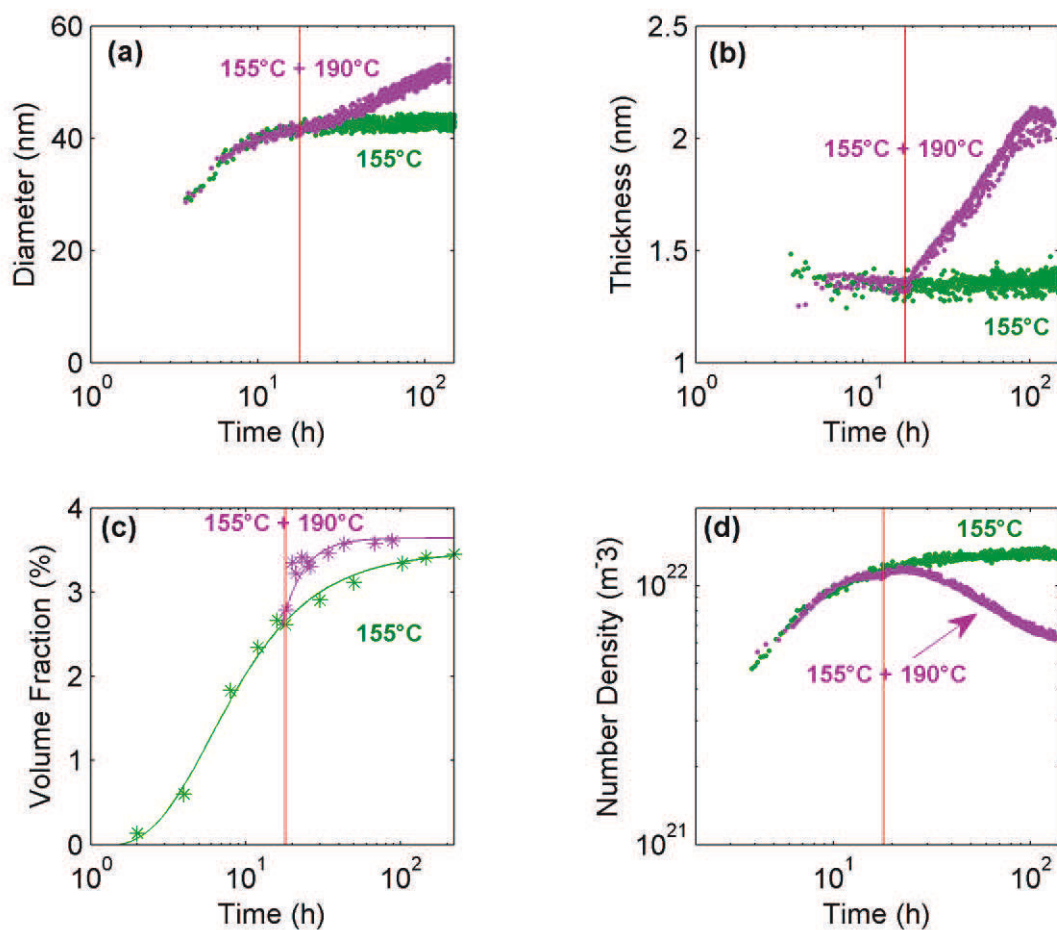 (a)
155°C + 190°C
155°C
Diameter (nm)
60
40
20
0
10^0
10^1
10^2
Time (h)
(b)
155°C + 190°C
155°C
Thickness (nm)
2.5
2
1.5
1
10^0
10^1
10^2
Time (h)
(c)
155°C + 190°C
155°C
Volume Fraction (%)
4
3
2
1
0
10^0
10^1
10^2
Time (h)
(d)
155°C
155°C + 190°C
Number Density (m^-3)
10^22
10^21
10^1
10^2
Time (h)